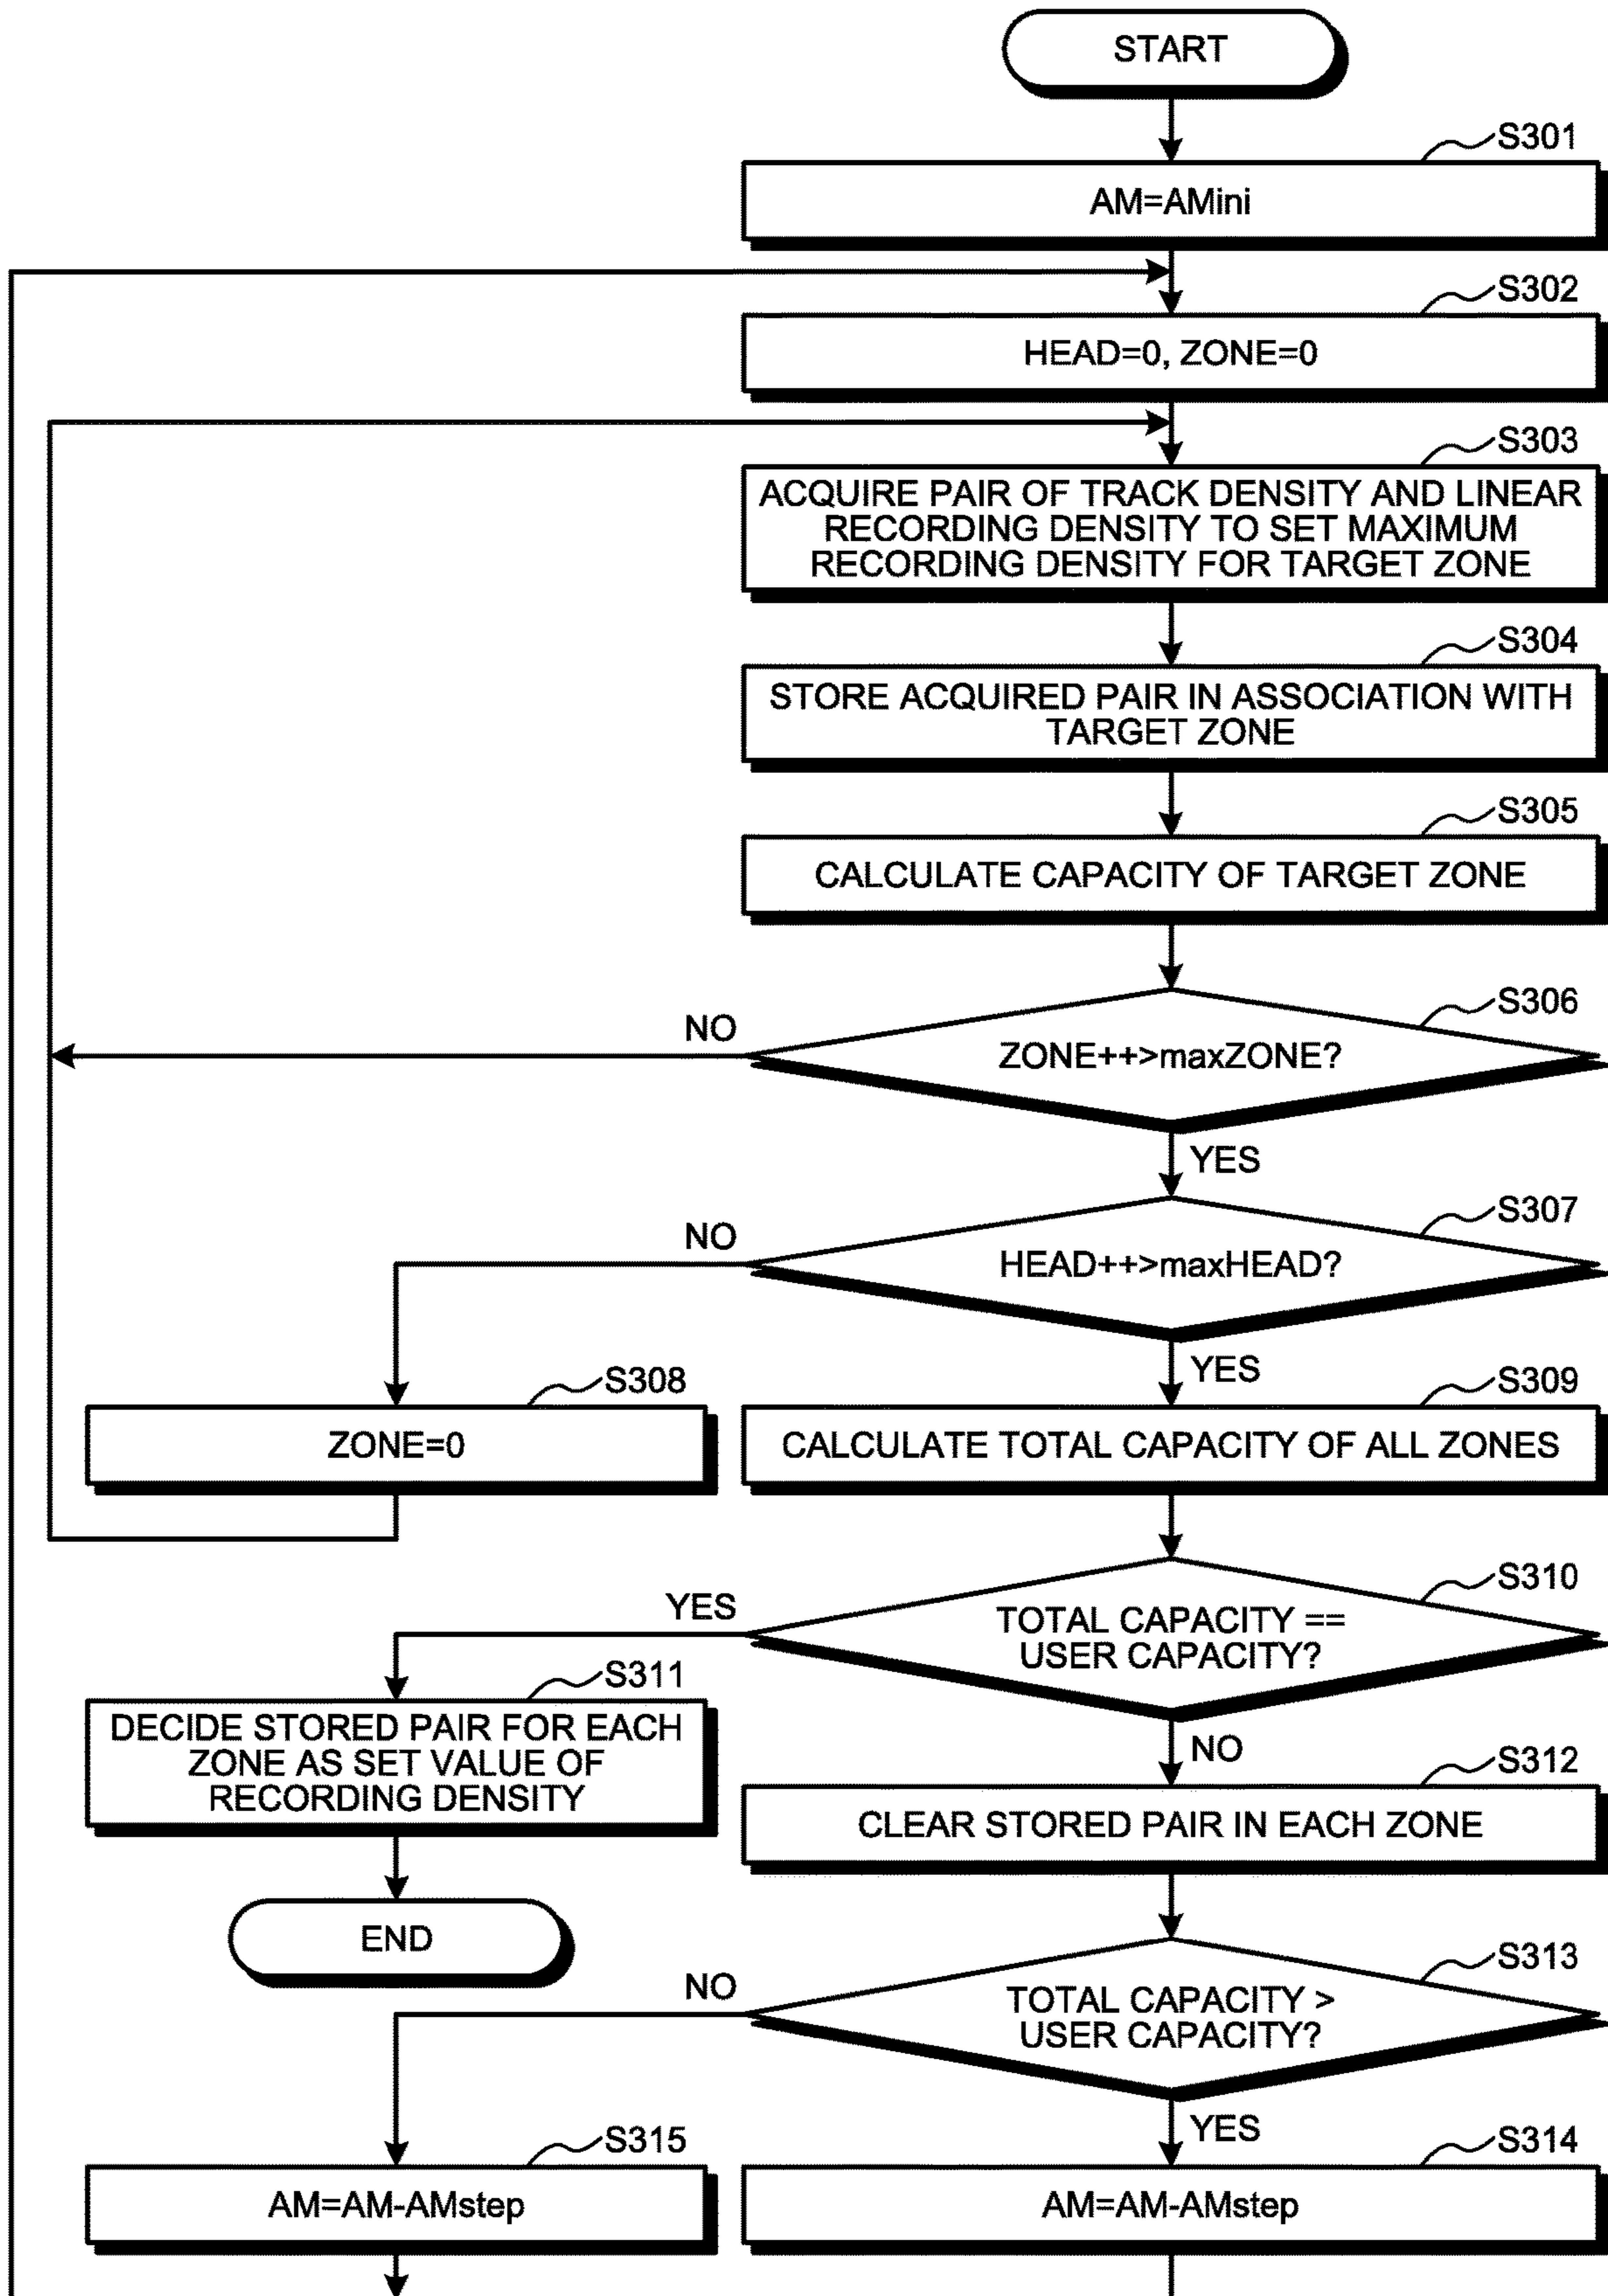 START
S301
AM=AMini
S302
HEAD=0, ZONE=0
S303
ACQUIRE PAIR OF TRACK DENSITY AND LINEAR
RECORDING DENSITY TO SET MAXIMUM
RECORDING DENSITY FOR TARGET ZONE
S304
STORE ACQUIRED PAIR IN ASSOCIATION WITH
TARGET ZONE
S305
CALCULATE CAPACITY OF TARGET ZONE
S306
NO
ZONE++>maxZONE?
YES
S307
NO
HEAD++>maxHEAD?
YES
S308
ZONE=0
S309
CALCULATE TOTAL CAPACITY OF ALL ZONES
S310
YES
TOTAL CAPACITY ==
USER CAPACITY?
S311
DECIDE STORED PAIR FOR EACH
ZONE AS SET VALUE OF
RECORDING DENSITY
END
NO
S312
CLEAR STORED PAIR IN EACH ZONE
S313
NO
TOTAL CAPACITY >
USER CAPACITY?
YES
S315
AM=AM-AMstep
S314
AM=AM-AMstep